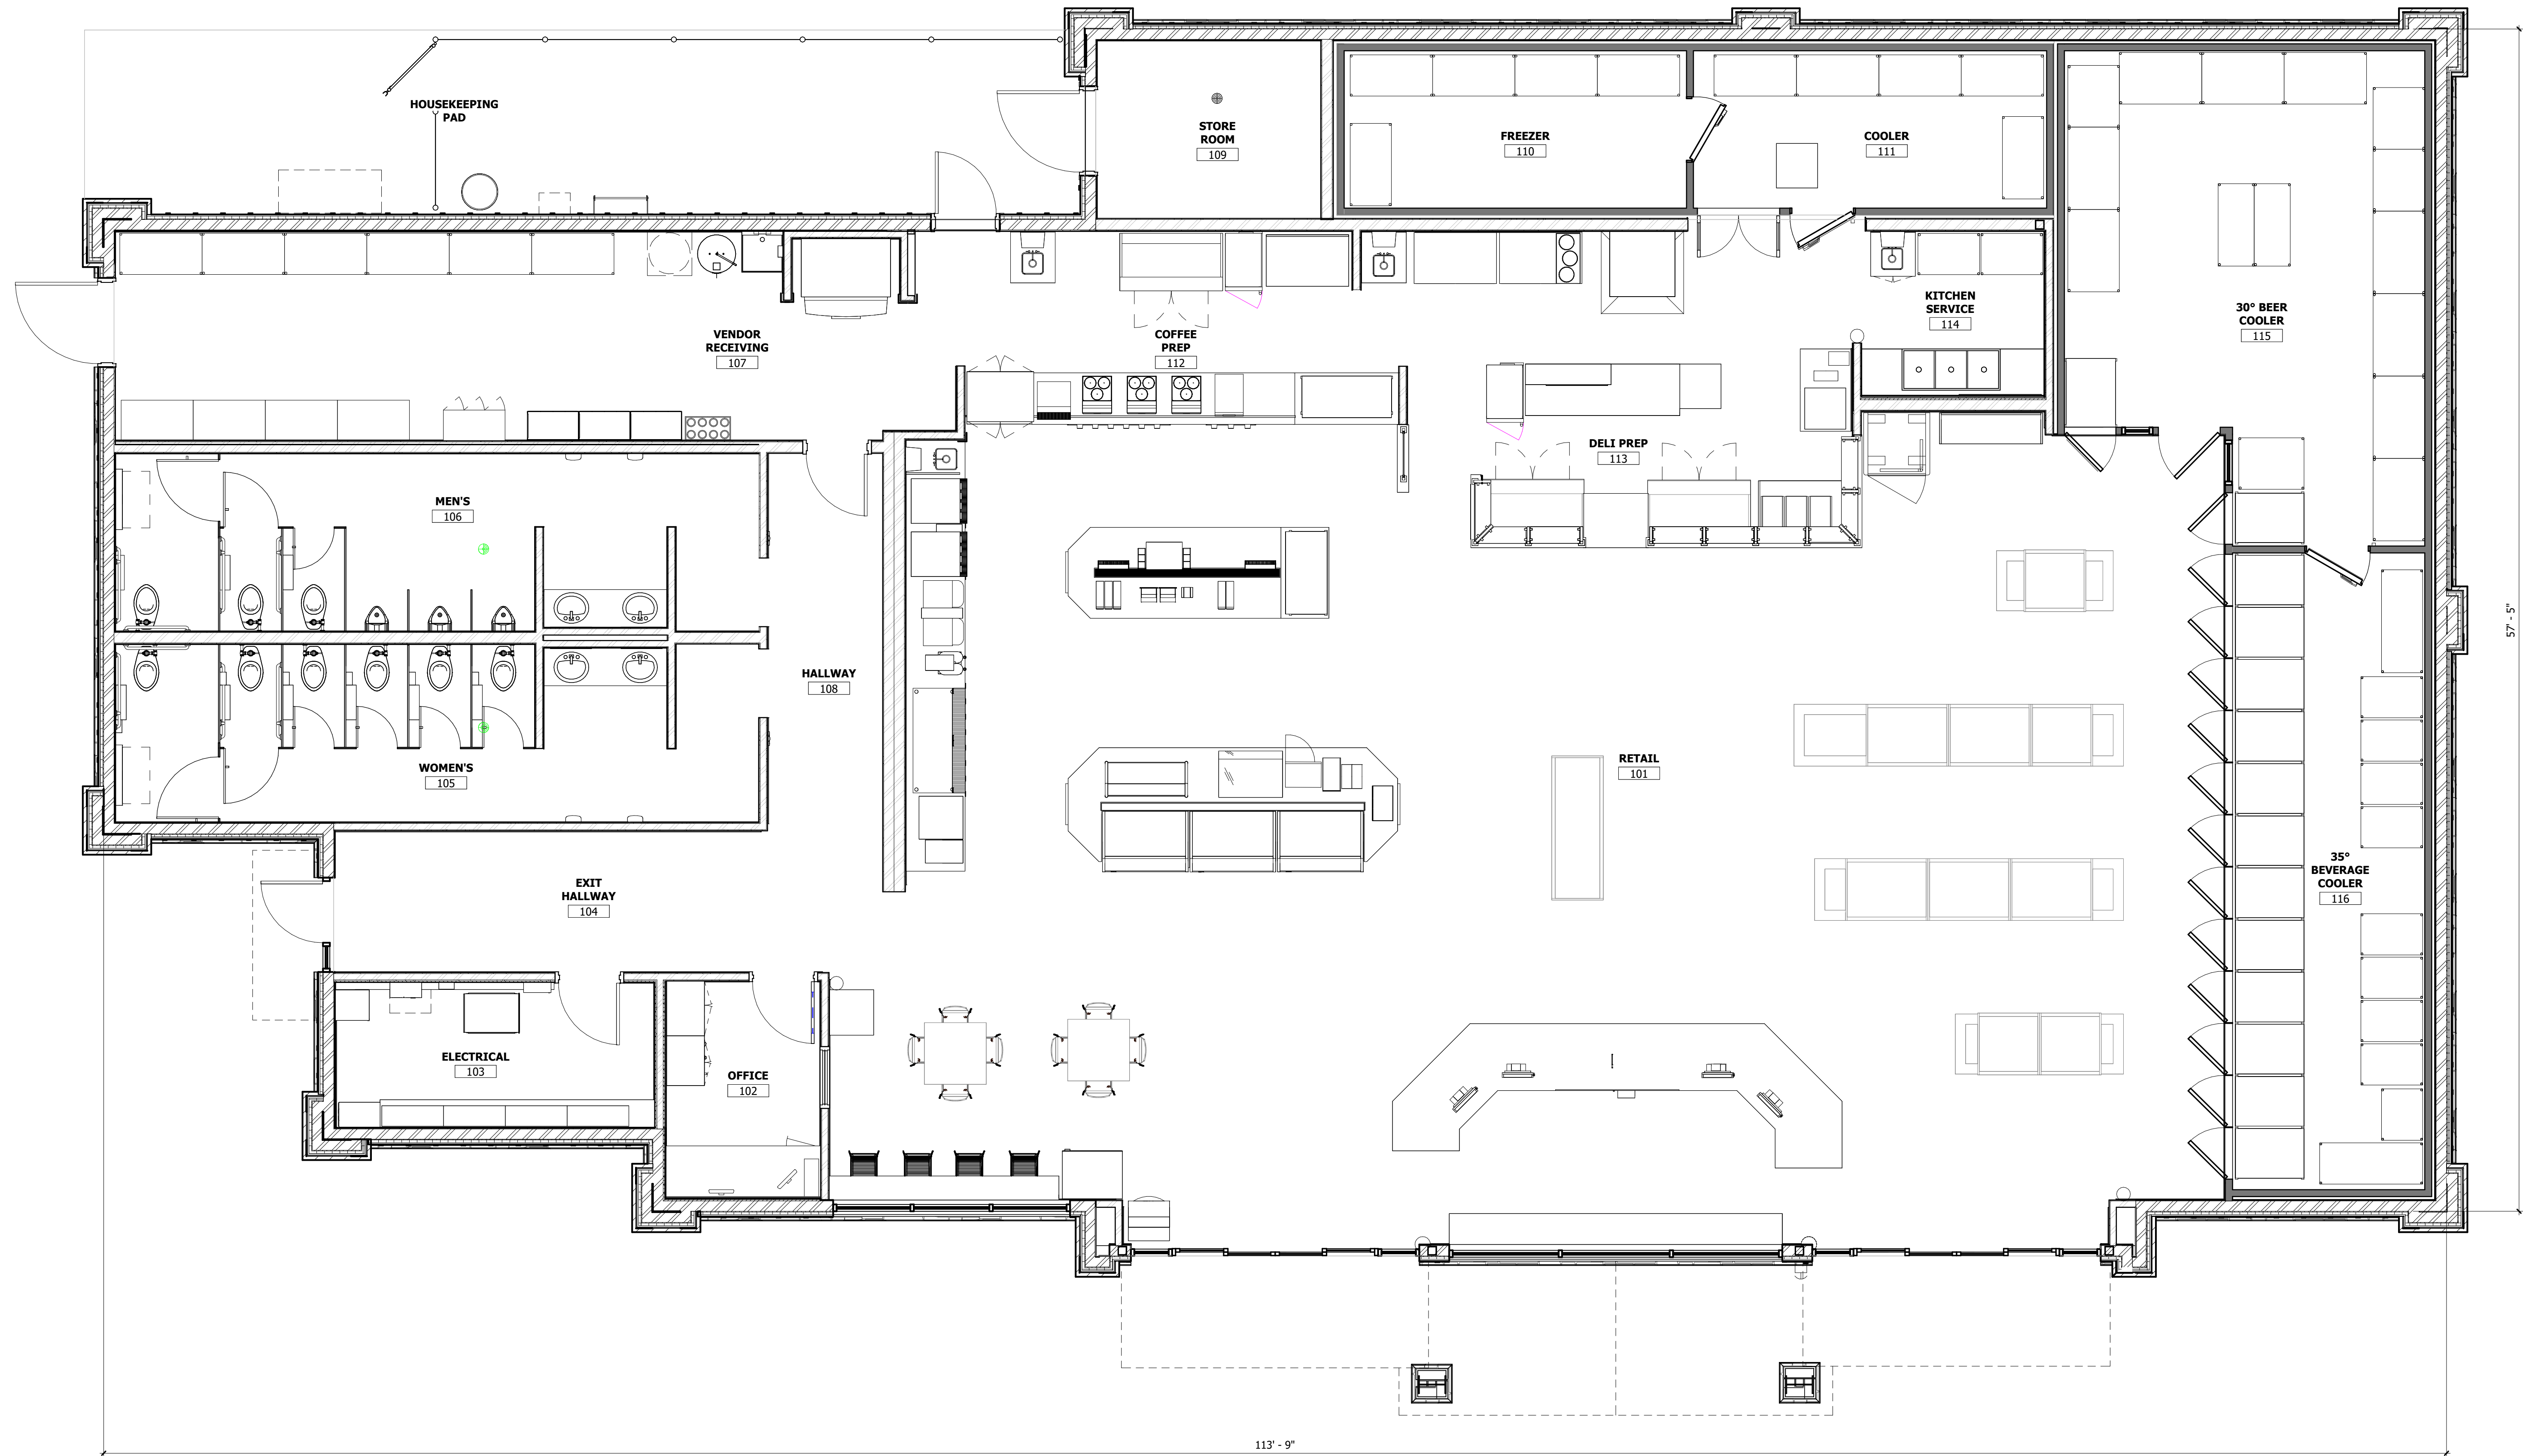 HOUSEKEEPING
PAD
STORE
ROOM
109
FREEZER
110
COOLER
111
VENDOR
RECEIVING
107
COFFEE
PREP
112
KITCHEN
SERVICE
114
30° BEER
COOLER
115
DELI PREP
113
MEN'S
106
HALLWAY
108
WOMEN'S
105
RETAIL
101
EXIT
HALLWAY
104
35°
BEVERAGE
COOLER
116
ELECTRICAL
103
OFFICE
102
57' - 5"
113' - 9"